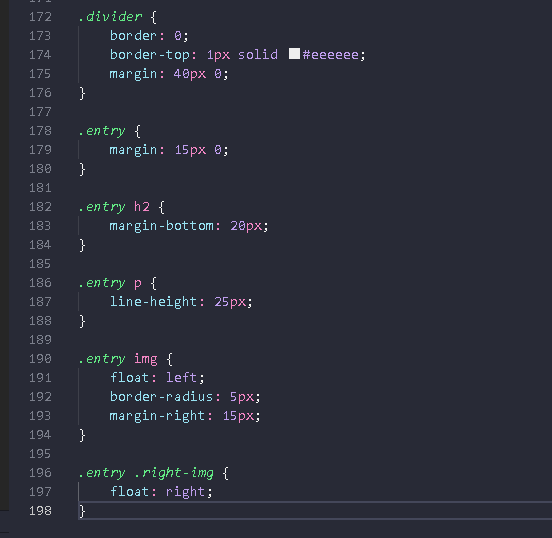 171
172 .divider {
173     border: 0;
174     border-top: 1px solid #eeeeee;
175     margin: 40px 0;
176 }
177
178 .entry {
179     margin: 15px 0;
180 }
181
182 .entry h2 {
183     margin-bottom: 20px;
184 }
185
186 .entry p {
187     line-height: 25px;
188 }
189
190 .entry img {
191     float: left;
192     border-radius: 5px;
193     margin-right: 15px;
194 }
195
196 .entry .right-img {
197     float: right;
198 }